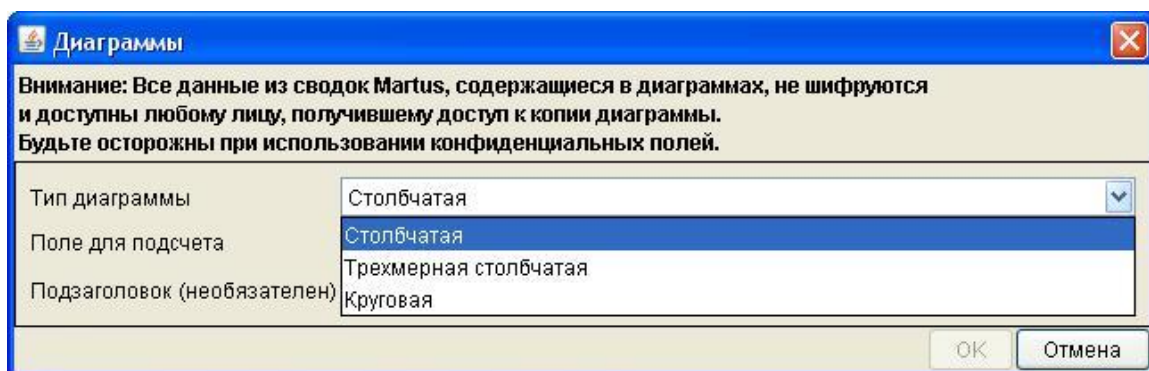 Диаграммы
Внимание: Все данные из сводок Martus, содержащиеся в диаграммах, не шифруются
и доступны любому лицу, получившему доступ к копии диаграммы.
Будьте осторожны при использовании конфиденциальных полей.
Тип диаграммы
Столбчатая
Поле для подсчета
Столбчатая
Трехмерная столбчатая
Подзаголовок (необязателен)
Круговая
OK
Отмена